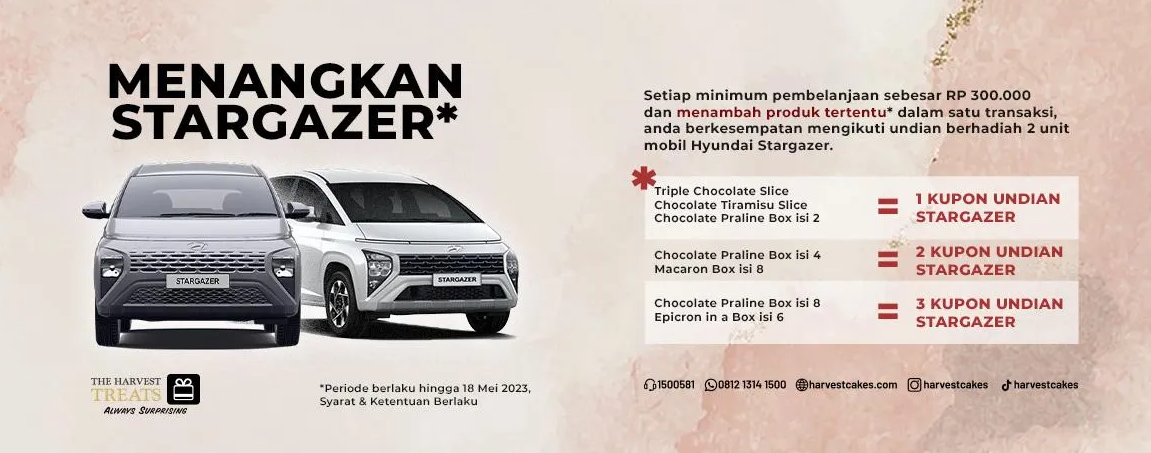 MENANGKAN
STARGAZER*
STARGAZER
STARGAZER
THE HARVEST
TREATS
ALWAYS SURPRISING
*Periode berlaku hingga 18 Mei 2023,
Syarat & Ketentuan Berlaku
Setiap minimum pembelanjaan sebesar RP 300.000
dan menambah produk tertentu* dalam satu transaksi,
anda berkesempatan mengikuti undian berhadiah 2 unit
mobil Hyundai Stargazer.
*
Triple Chocolate Slice
Chocolate Tiramisu Slice
Chocolate Praline Box isi 2
= 1 KUPON UNDIAN
STARGAZER
Chocolate Praline Box isi 4
Macaron Box isi 8
= 2 KUPON UNDIAN
STARGAZER
Chocolate Praline Box isi 8
Epicron in a Box isi 6
= 3 KUPON UNDIAN
STARGAZER
1500581 0812 1314 1500 harvestcakes.com harvestcakes harvestcakes